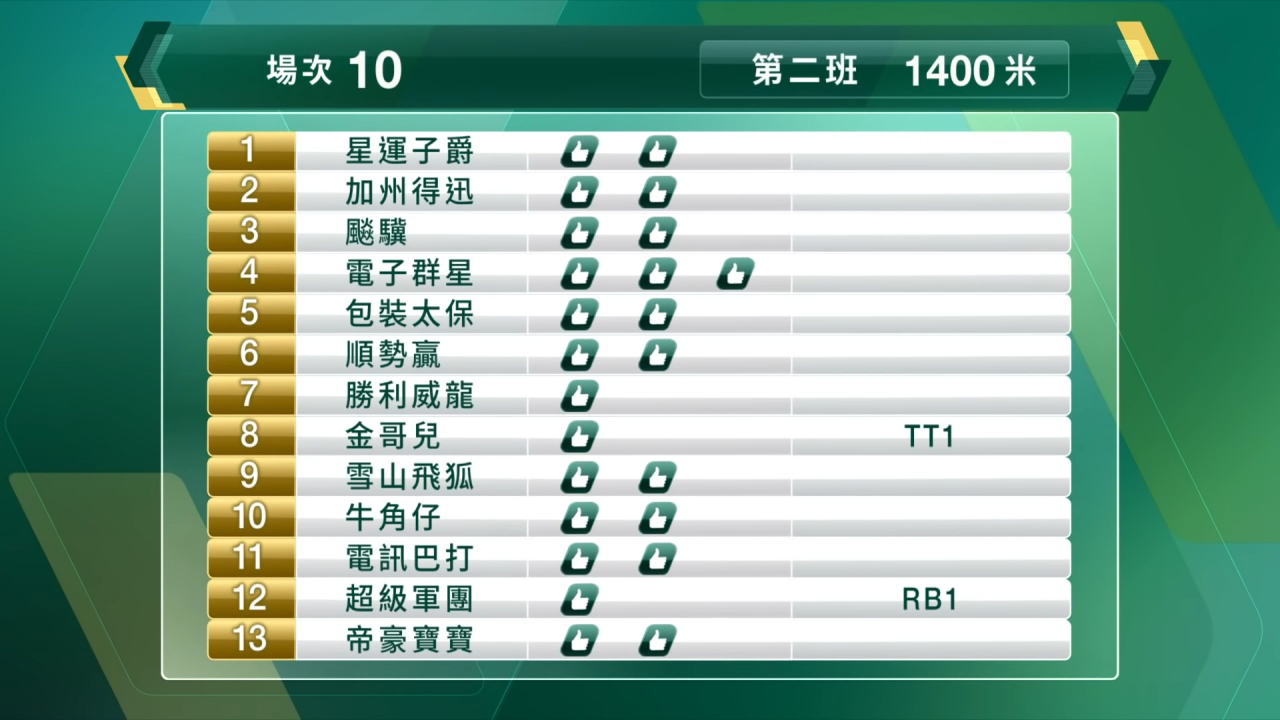 場次 10 第二班 1400 米
1 星運子爵
2 加州得迅
3 飈驥
4 電子群星
5 包裝太保
6 順勢贏
7 勝利威龍
8 金哥兒 TT1
9 雪山飛狐
10 牛角仔
11 電訊巴打
12 超級軍團 RB1
13 帝豪寶寶